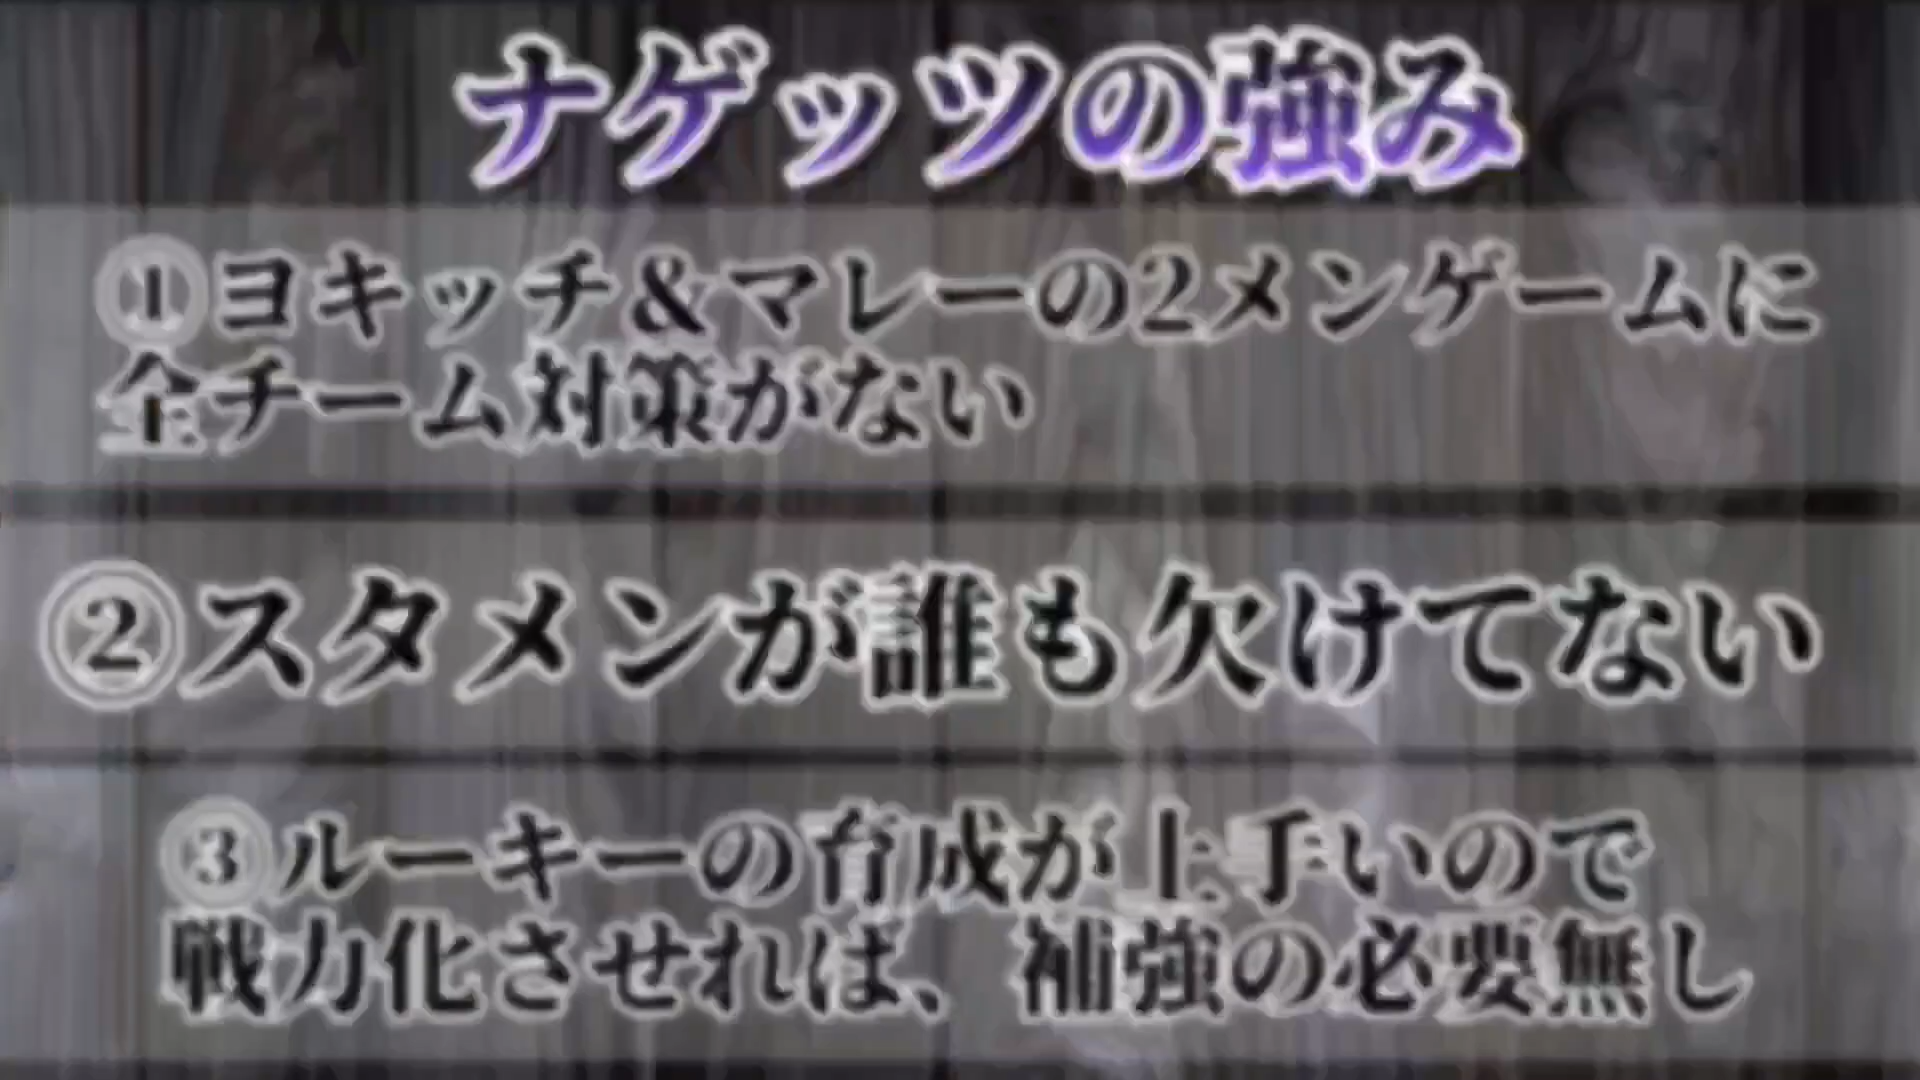 ナゲッツの強み
①ヨキッチ&マレーの2メンゲームに
全チーム対策がない
②スタメンが誰も欠けてない
③ルーキーの育成が上手いので
戦力化させれば、補強の必要無し